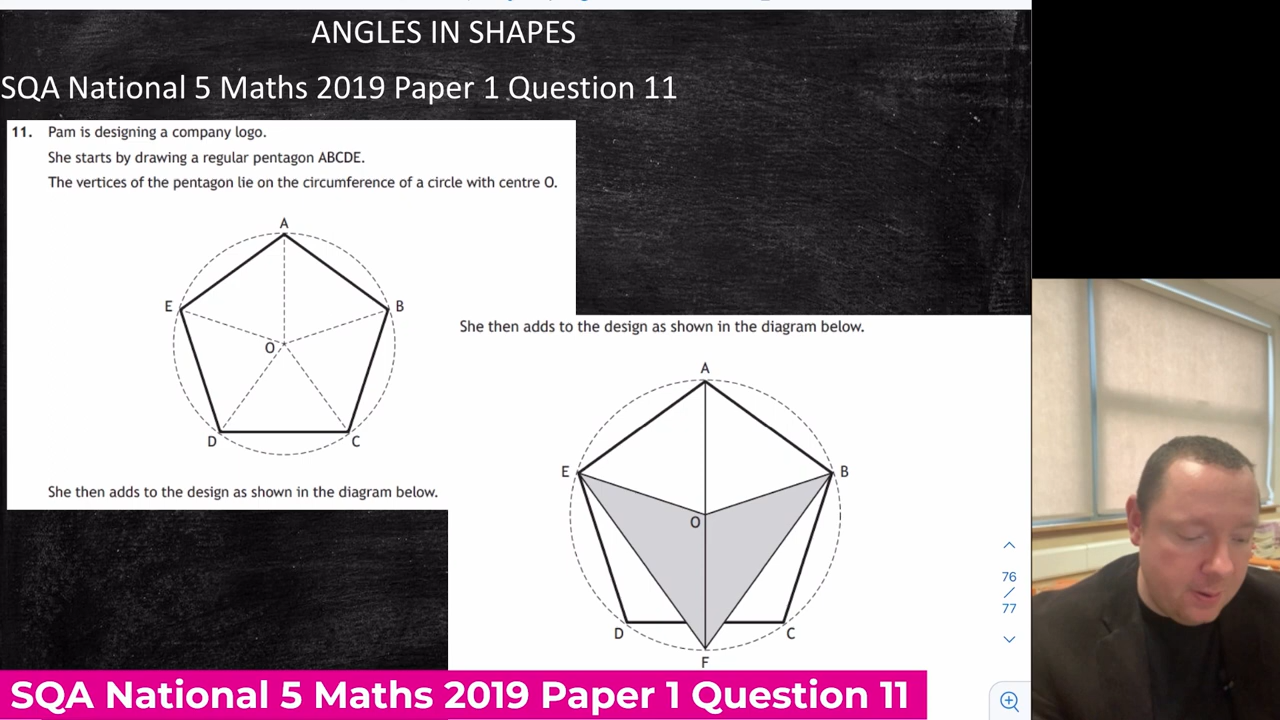 ANGLES IN SHAPES
SQA National 5 Maths 2019 Paper 1 Question 11
11. Pam is designing a company logo.
She starts by drawing a regular pentagon ABCDE.
The vertices of the pentagon lie on the circumference of a circle with centre O.
A
E
B
O
D
C
She then adds to the design as shown in the diagram below.
She then adds to the design as shown in the diagram below.
A
E
B
O
D
C
F
76
/
77
SQA National 5 Maths 2019 Paper 1 Question 11